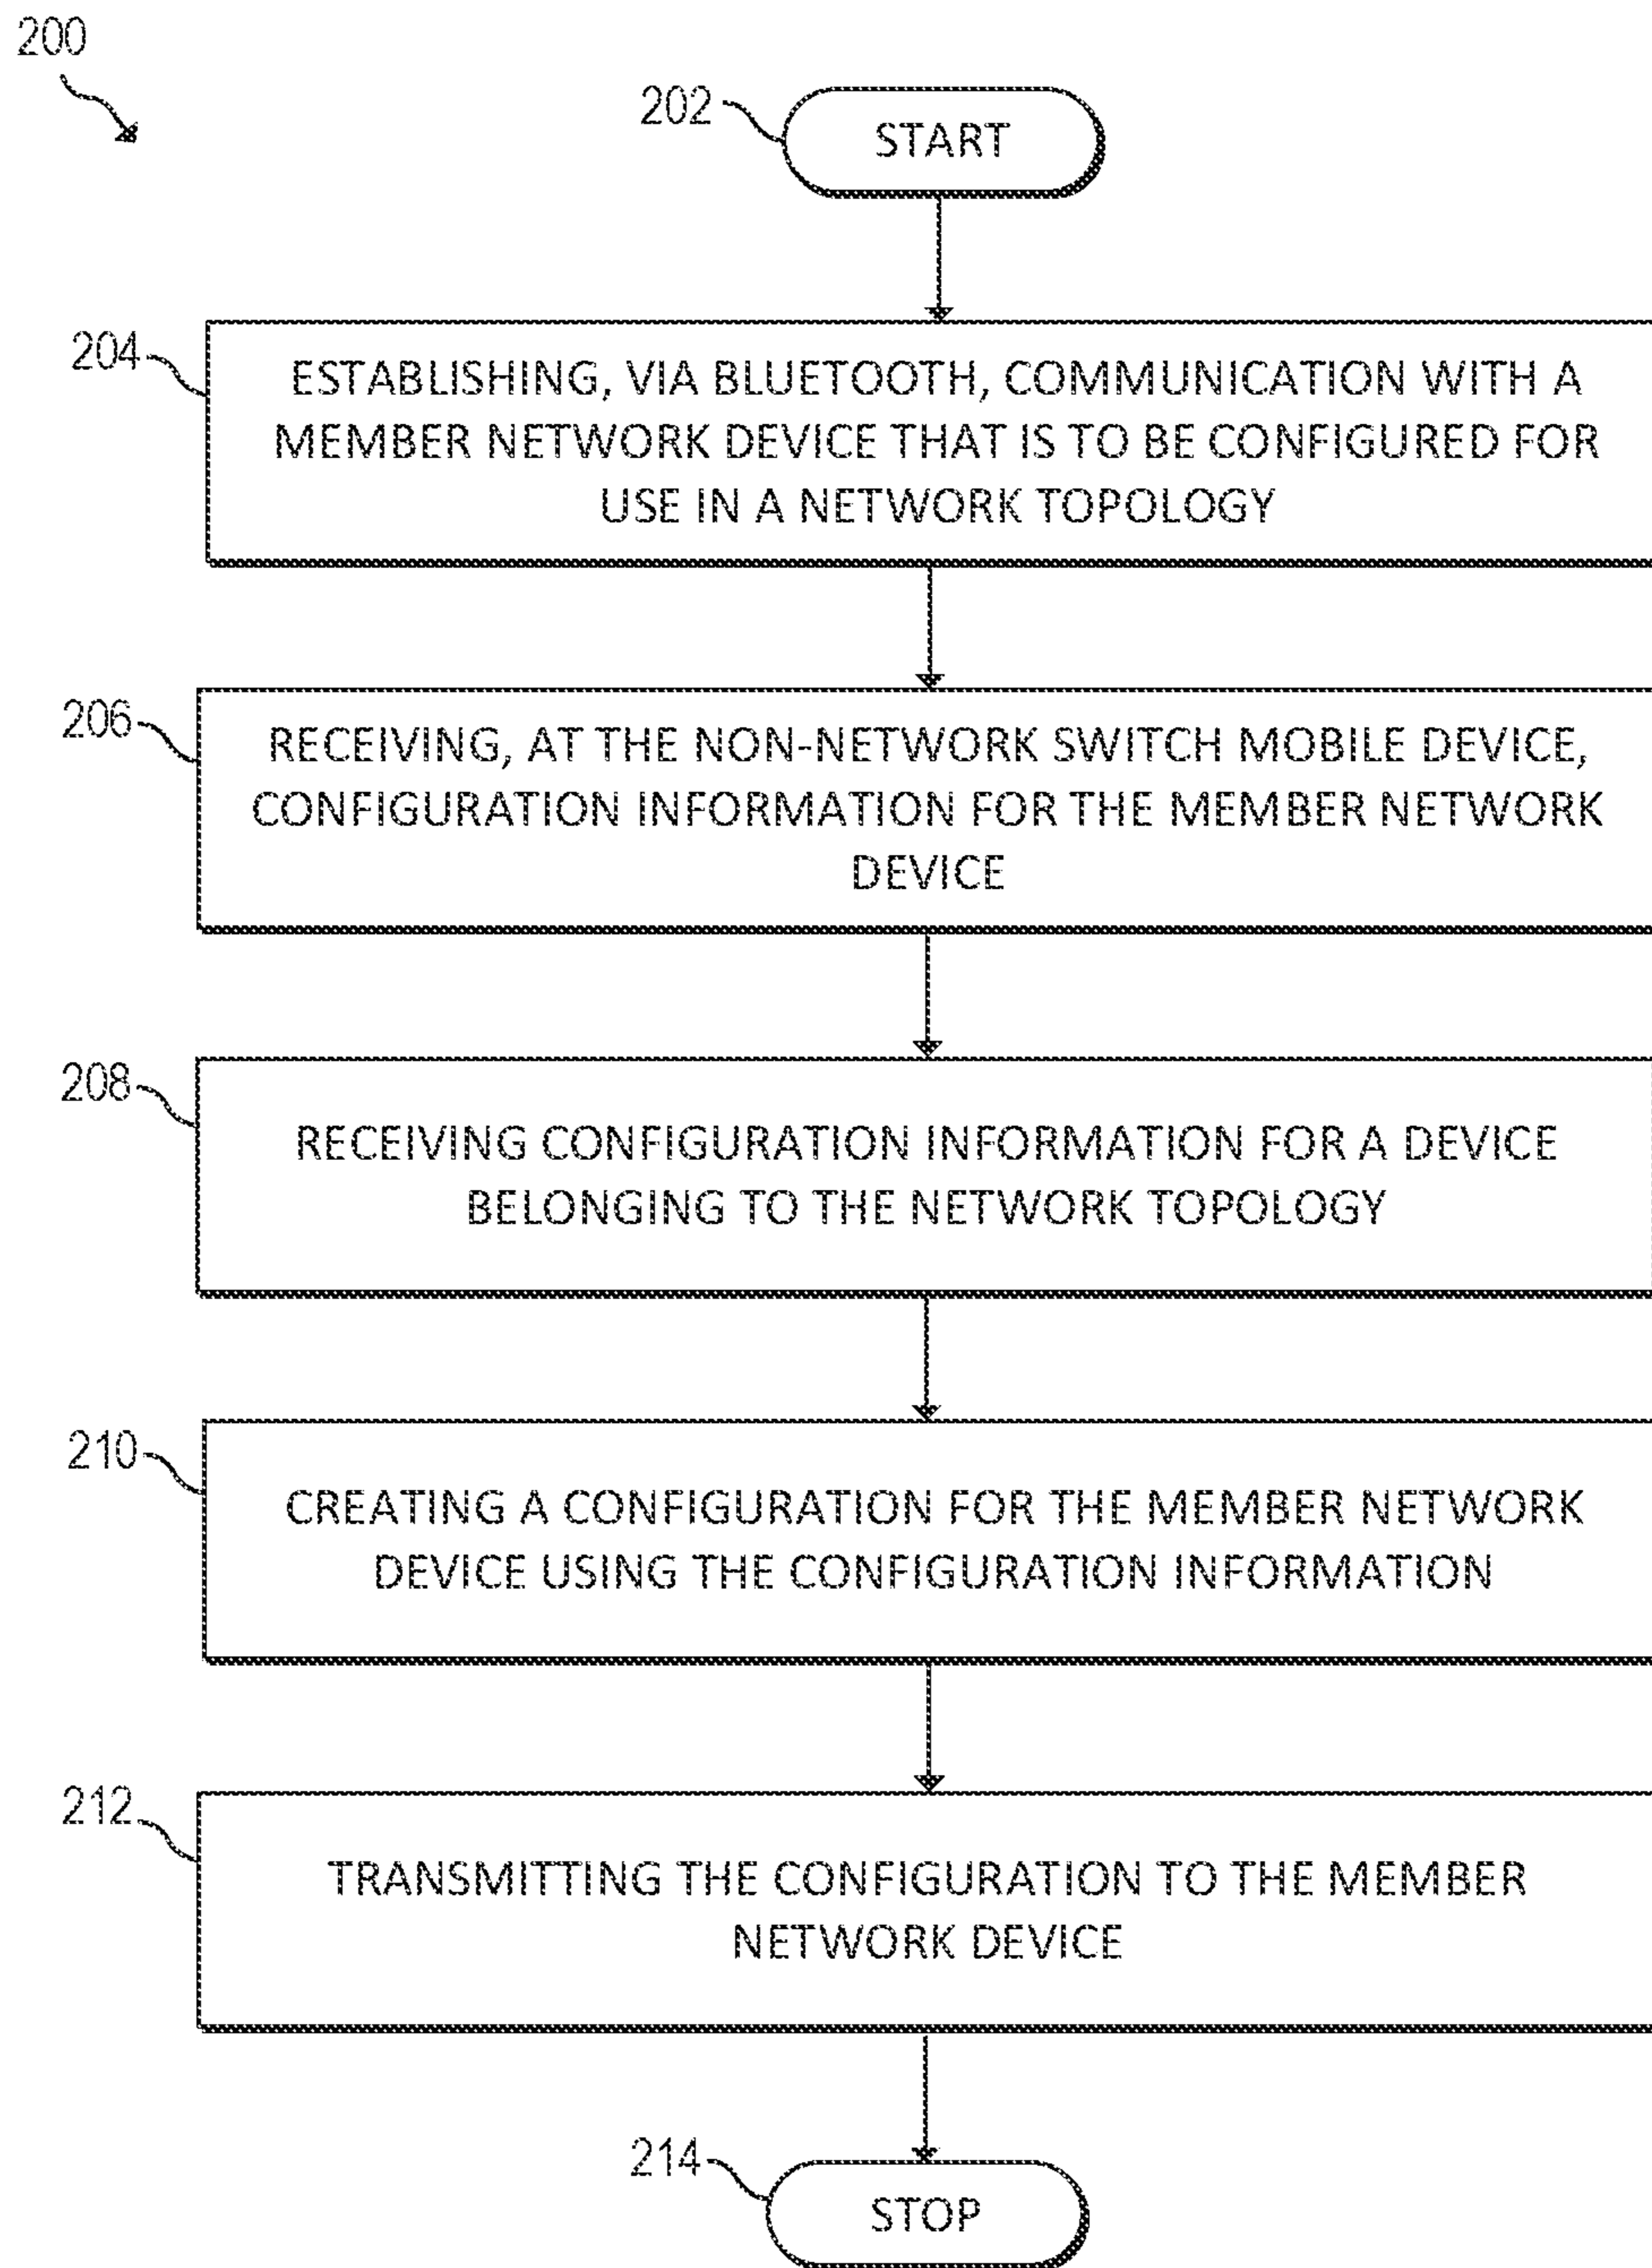 200
202
START
204
ESTABLISHING, VIA BLUETOOTH, COMMUNICATION WITH A
MEMBER NETWORK DEVICE THAT IS TO BE CONFIGURED FOR
USE IN A NETWORK TOPOLOGY
206
RECEIVING, AT THE NON-NETWORK SWITCH MOBILE DEVICE,
CONFIGURATION INFORMATION FOR THE MEMBER NETWORK
DEVICE
208
RECEIVING CONFIGURATION INFORMATION FOR A DEVICE
BELONGING TO THE NETWORK TOPOLOGY
210
CREATING A CONFIGURATION FOR THE MEMBER NETWORK
DEVICE USING THE CONFIGURATION INFORMATION
212
TRANSMITTING THE CONFIGURATION TO THE MEMBER
NETWORK DEVICE
214
STOP